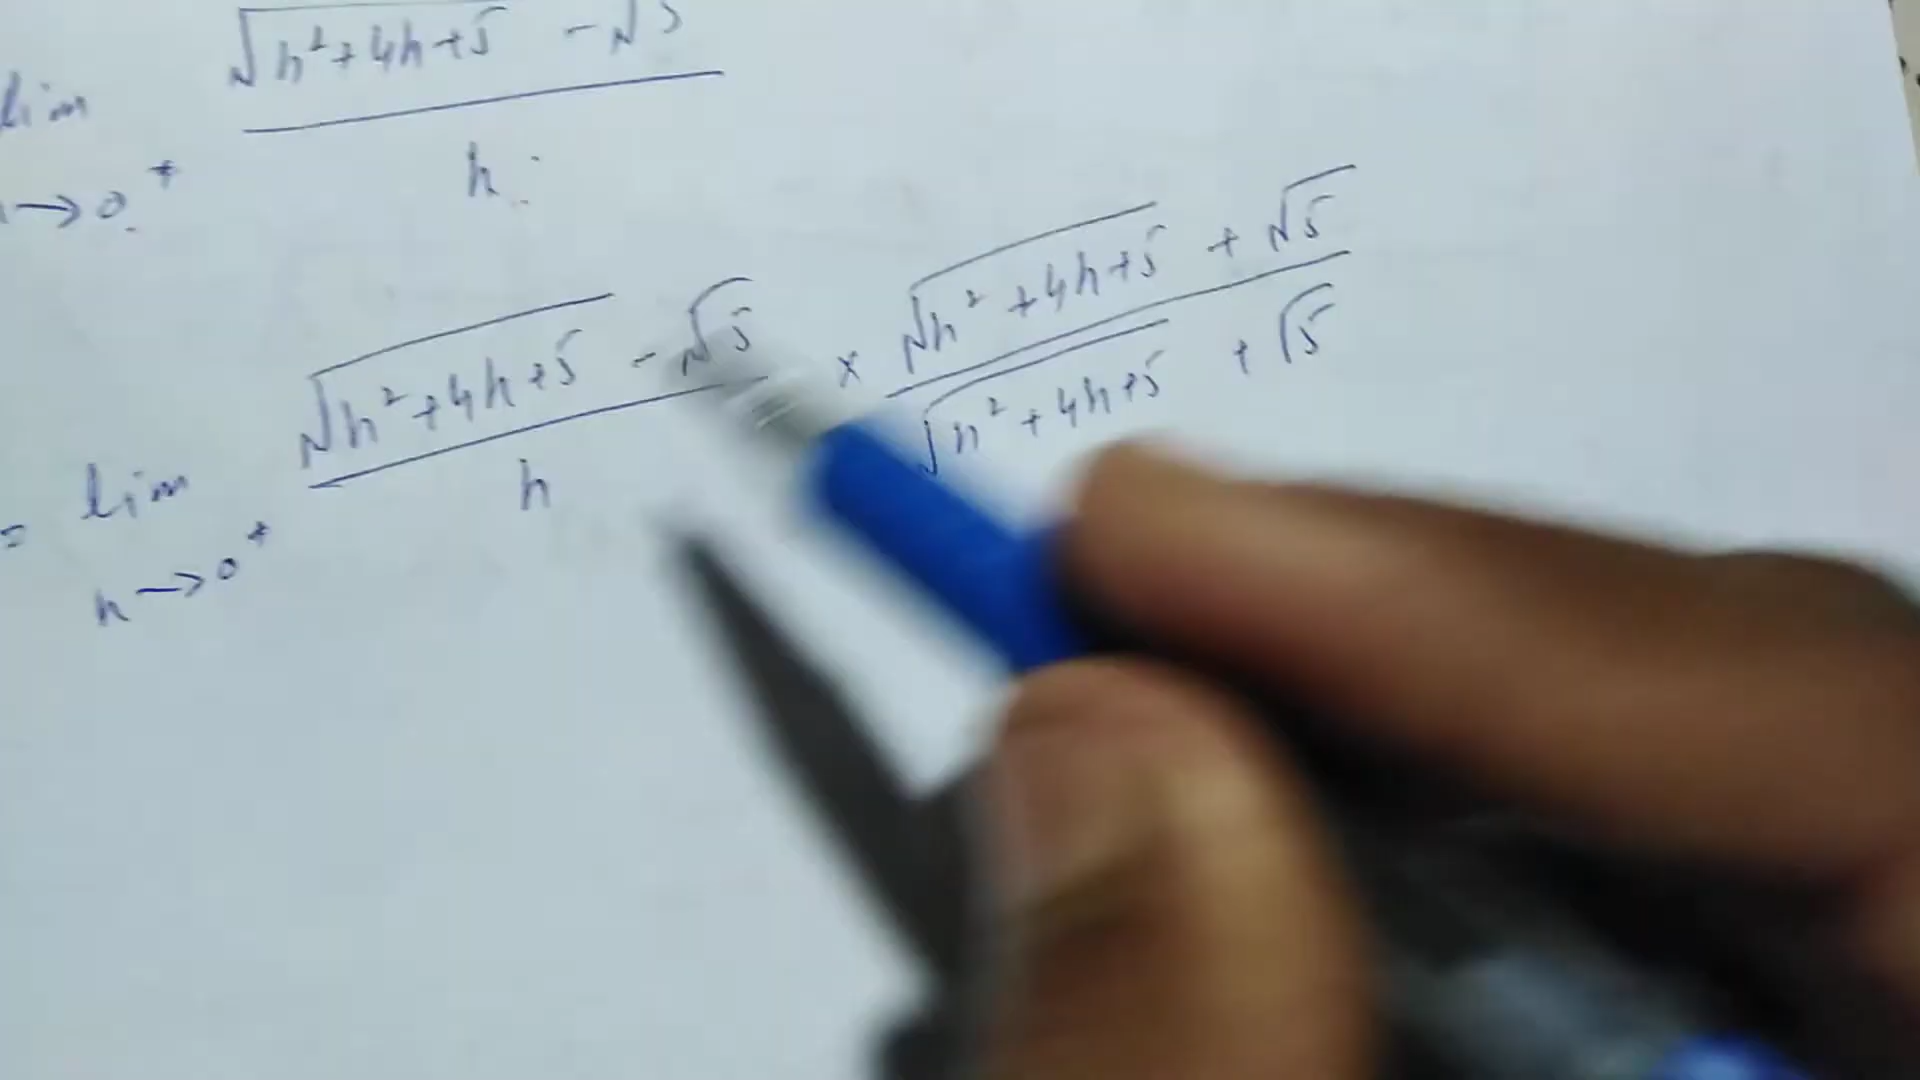 lim h→0⁺ (√(h²+4h+5) - √5) / h
= lim h→0⁺ (√(h²+4h+5) - √5) / h × (√(h²+4h+5) + √5) / (√(h²+4h+5) + √5)